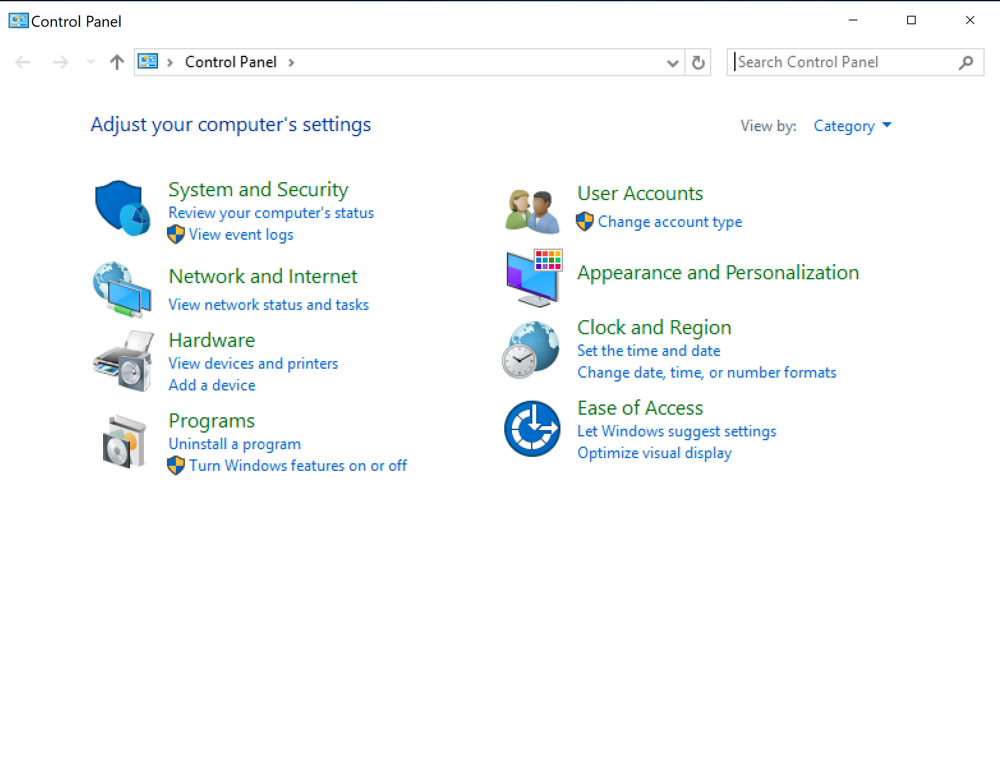 Control Panel
Control Panel
Search Control Panel
Adjust your computer's settings
View by: Category
System and Security
Review your computer's status
View event logs
Network and Internet
View network status and tasks
Hardware
View devices and printers
Add a device
Programs
Uninstall a program
Turn Windows features on or off
User Accounts
Change account type
Appearance and Personalization
Clock and Region
Set the time and date
Change date, time, or number formats
Ease of Access
Let Windows suggest settings
Optimize visual display